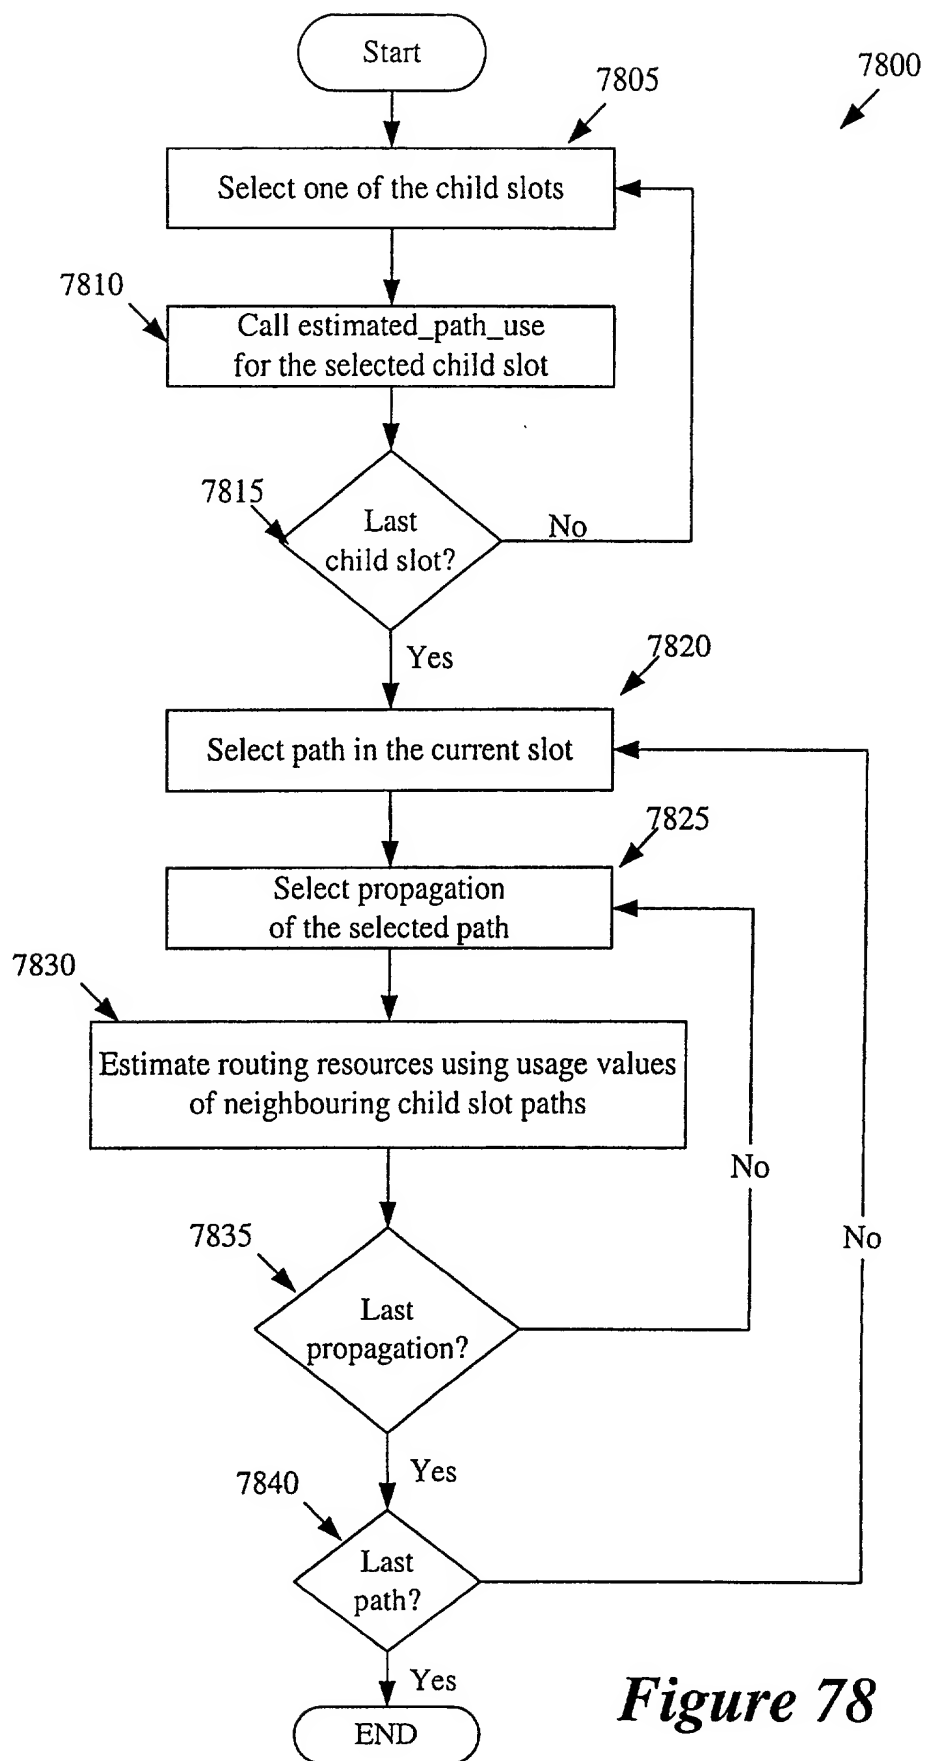 Start
7805
7800
Select one of the child slots
7810
Call estimated_path_use
for the selected child slot
7815
Last
child slot?
No
Yes
7820
Select path in the current slot
7825
Select propagation
of the selected path
7830
Estimate routing resources using usage values
of neighbouring child slot paths
No
7835
No
Last
propagation?
Yes
7840
Last
path?
Yes
END
Figure 78